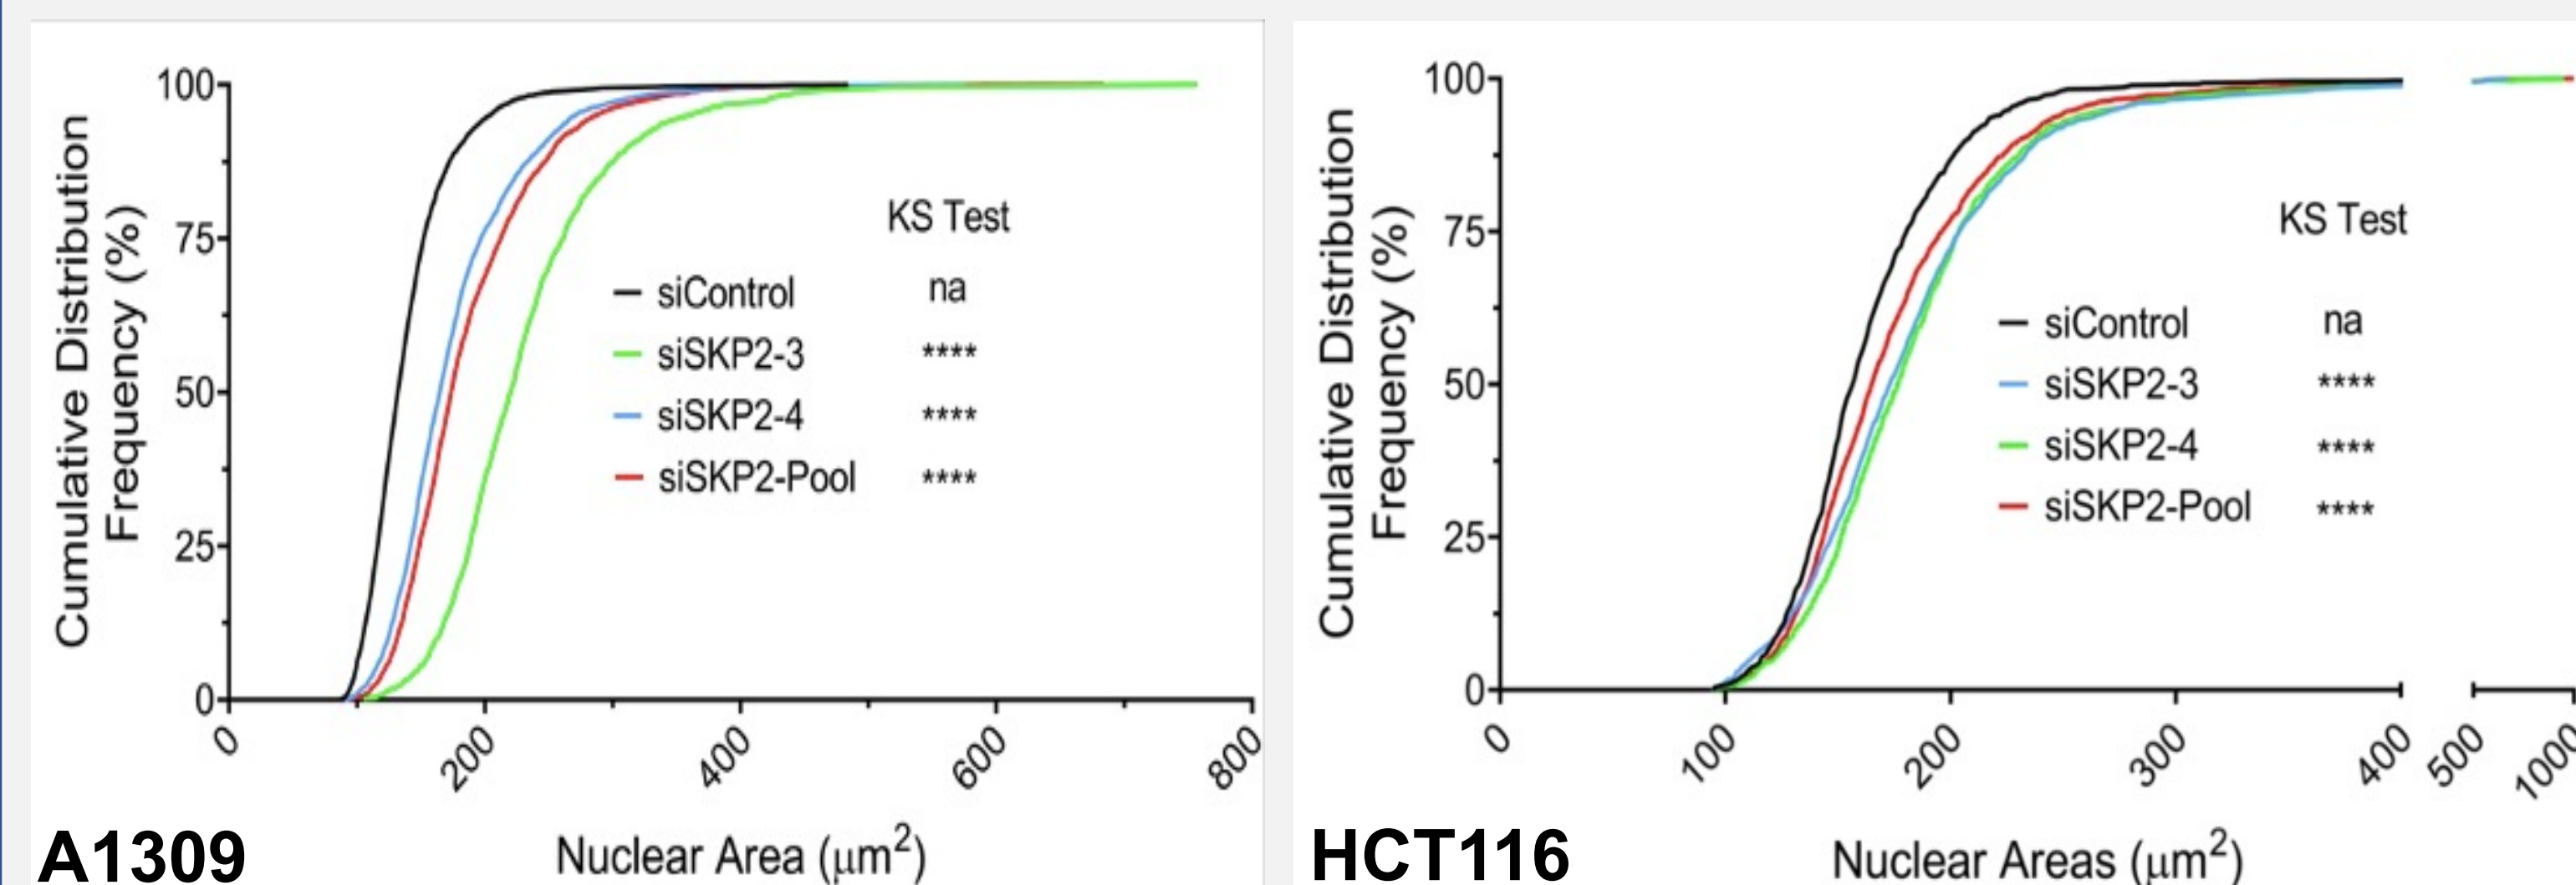 Cumulative Distribution
Frequency (%)
100
75
50
25
0
KS Test
siControl na
siSKP2-3 ****
siSKP2-4 ****
siSKP2-Pool ****
0 200 400 600 800
A1309
Nuclear Area (μm²)
Cumulative Distribution
Frequency (%)
100
75
50
25
0
KS Test
siControl na
siSKP2-3 ****
siSKP2-4 ****
siSKP2-Pool ****
0 100 200 300 400 500
HCT116
Nuclear Areas (μm²)